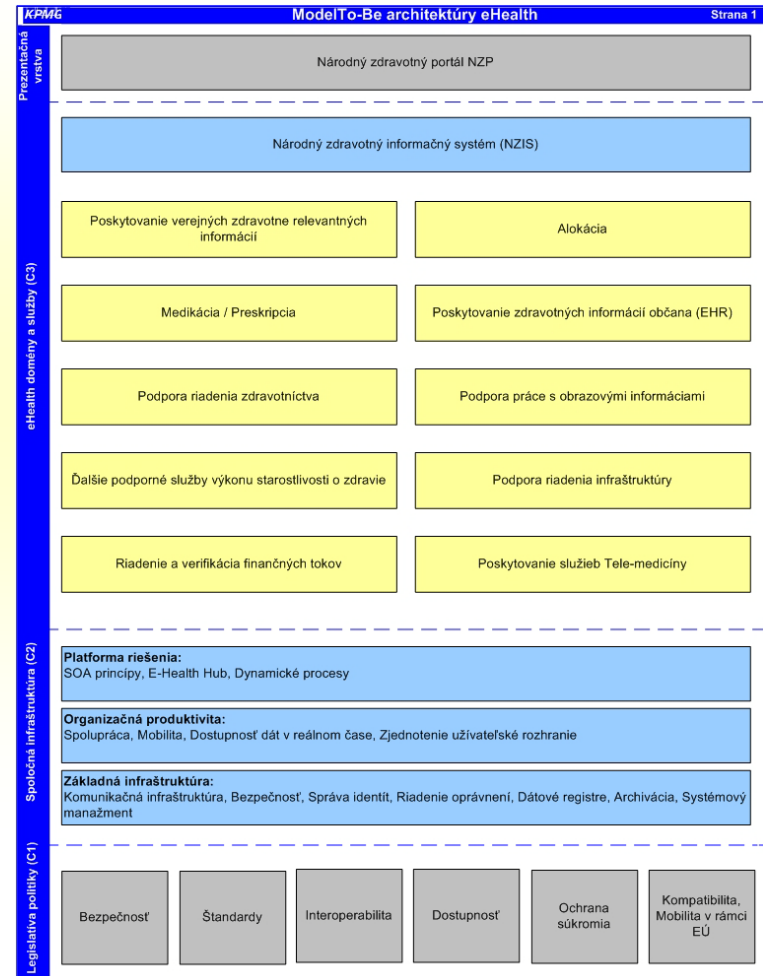 KPMG
ModelTo-Be architektúry eHealth
Strana 1
Prezentačná
vrstva
Národný zdravotný portál NZP
eHealth domény a služby (C3)
Národný zdravotný informačný systém (NZIS)
Poskytovanie verejných zdravotne relevantných
informácií
Alokácia
Medikácia / Preskripcia
Poskytovanie zdravotných informácií občana (EHR)
Podpora riadenia zdravotníctva
Podpora práce s obrazovými informáciami
Ďalšie podporné služby výkonu starostlivosti o zdravie
Podpora riadenia infraštruktúry
Riadenie a verifikácia finančných tokov
Poskytovanie služieb Tele-medicíny
Spoločná infraštruktúra (C2)
Platforma riešenia:
SOA princípy, E-Health Hub, Dynamické procesy
Organizačná produktivita:
Spolupráca, Mobilita, Dostupnosť dát v reálnom čase, Zjednotenie užívateľské rozhranie
Základná infraštruktúra:
Komunikačná infraštruktúra, Bezpečnosť, Správa identít, Riadenie oprávnení, Dátové registre, Archivácia, Systémový
manažment
Legislatíva politiky (C1)
Bezpečnosť
Štandardy
Interoperabilita
Dostupnosť
Ochrana
súkromia
Kompatibilita,
Mobilita v rámci
EÚ